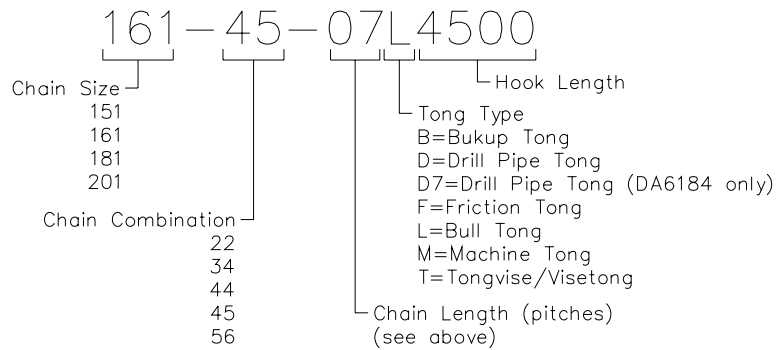 161-45-07L4500
Chain Size
151
161
181
201
Chain Combination
22
34
44
45
56
Hook Length
Tong Type
B=Bukup Tong
D=Drill Pipe Tong
D7=Drill Pipe Tong (DA6184 only)
F=Friction Tong
L=Bull Tong
M=Machine Tong
T=Tongvise/Visetong
Chain Length (pitches)
(see above)